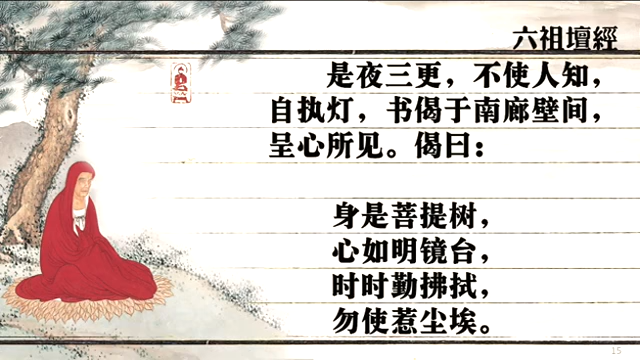 六祖壇經
是夜三更，不使人知，
自执灯，书偈于南廊壁间，
呈心所见。偈曰：
身是菩提树，
心如明镜台，
时时勤拂拭，
勿使惹尘埃。
15